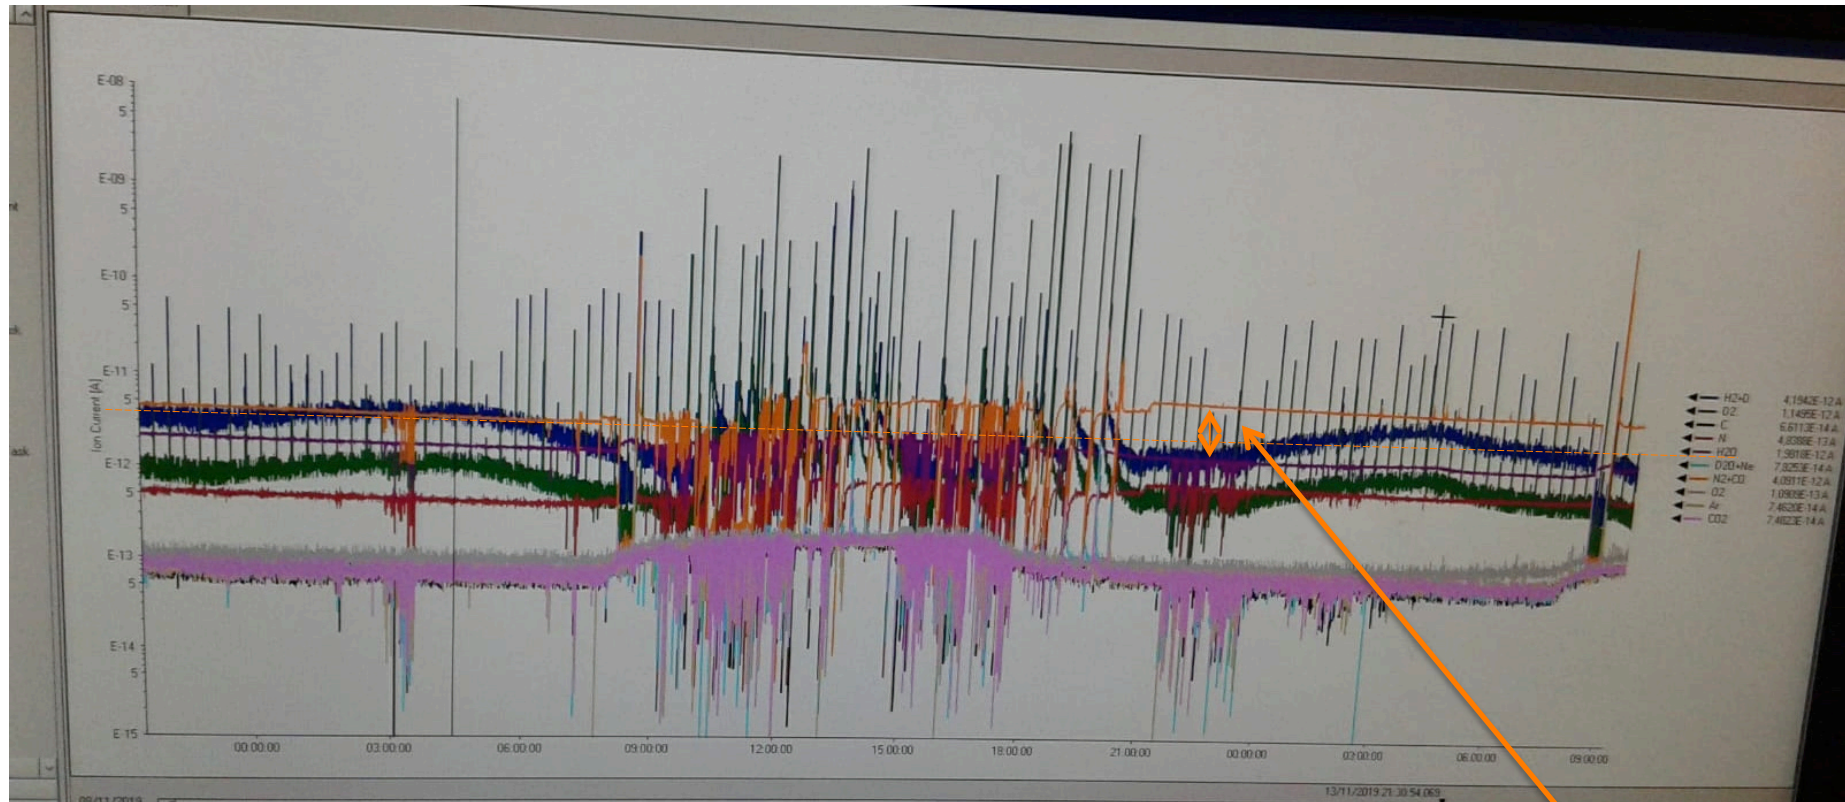 E-08
5
E-09
5
E-10
5
E-11
5
E-12
5
E-13
5
E-14
5
E-15
Ion Current [A]
00:00:00 03:00:00 06:00:00 09:00:00 12:00:00 15:00:00 18:00:00 21:00:00 00:00:00 03:00:00 06:00:00 09:00:00
H2+D 4,1942E-12 A
D2 1,1495E-12 A
C 6,6113E-14 A
N 4,8388E-13 A
H2O 1,9818E-12 A
D2O+Ne 7,8253E-14 A
N2+CO 4,0911E-12 A
O2 1,0909E-13 A
Ar 7,4620E-14 A
CO2 7,4823E-14 A
nt
ok
ask
13/11/2019 21:30:54.069